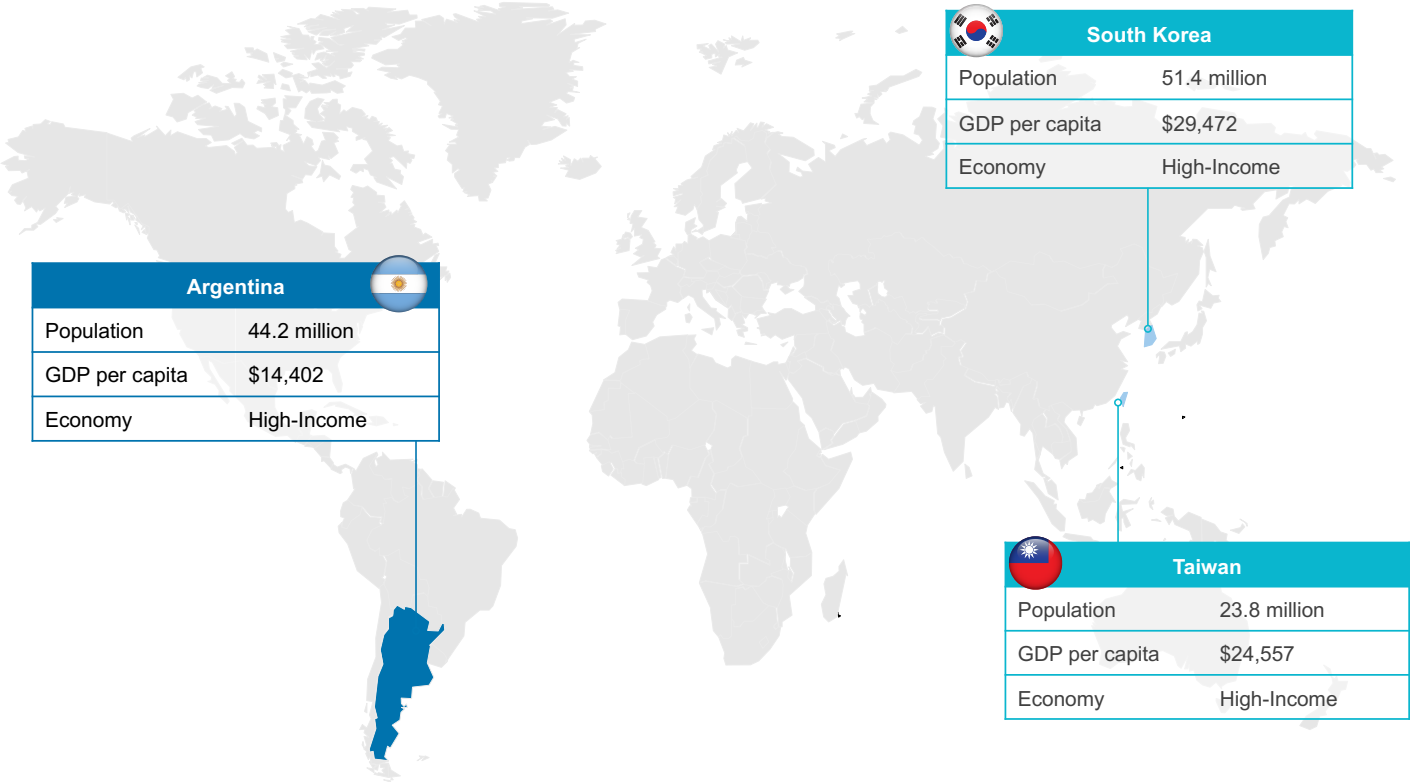 South Korea
Population 51.4 million
GDP per capita $29,472
Economy High-Income
Argentina
Population 44.2 million
GDP per capita $14,402
Economy High-Income
Taiwan
Population 23.8 million
GDP per capita $24,557
Economy High-Income